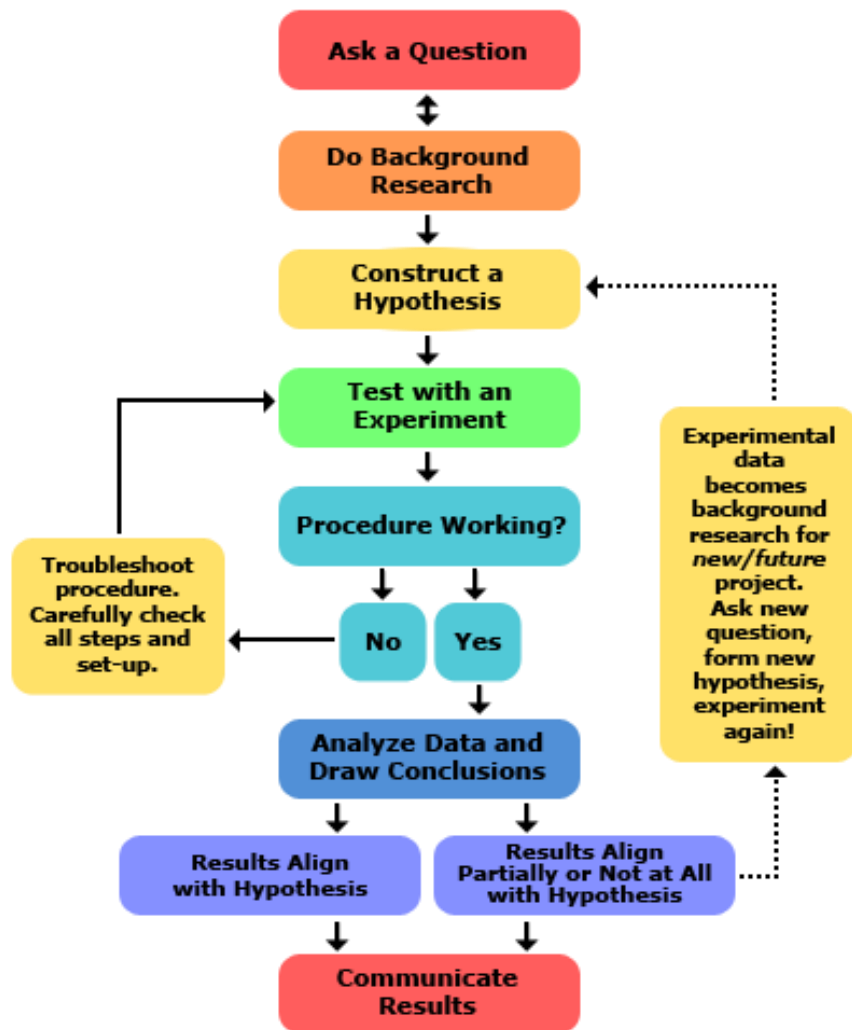 Ask a Question
Do Background
Research
Construct a
Hypothesis
Test with an
Experiment
Procedure Working?
Troubleshoot
procedure.
Carefully check
all steps and
set-up.
No
Yes
Experimental
data
becomes
background
research for
new/future
project.
Ask new
question,
form new
hypothesis,
experiment
again!
Analyze Data and
Draw Conclusions
Results Align
with Hypothesis
Results Align
Partially or Not at All
with Hypothesis
Communicate
Results